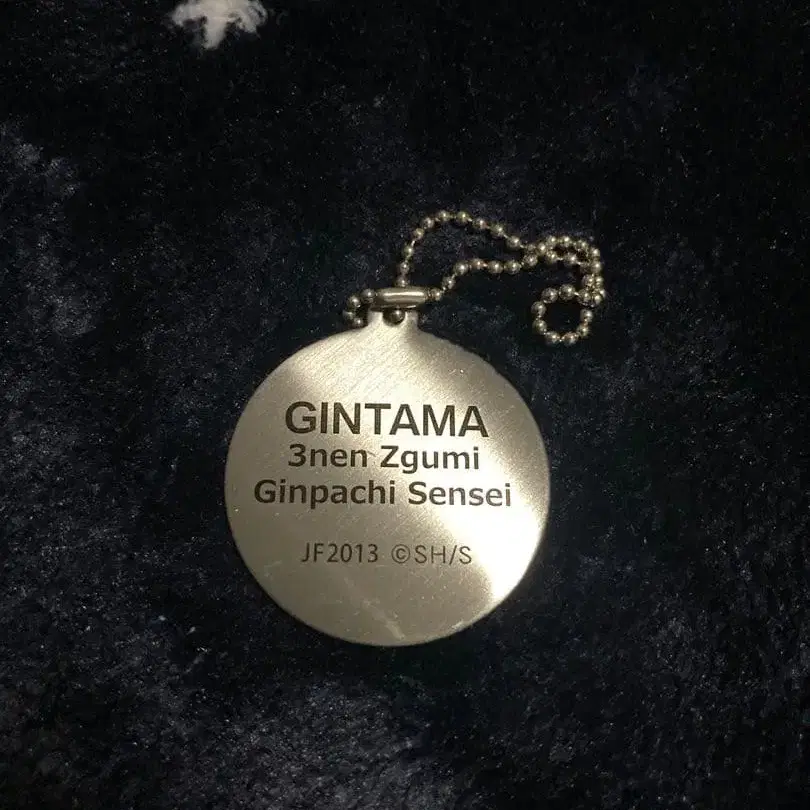 GINTAMA
3nen Zgumi
Ginpachi Sensei
JF2013 ©SH/S